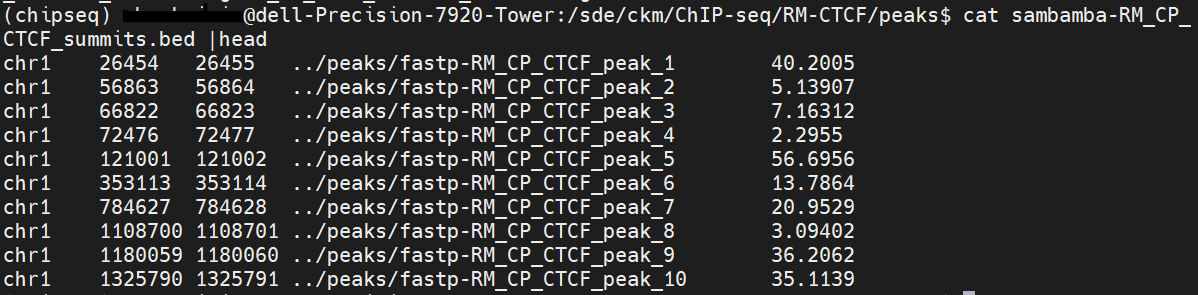 (chipseq) @dell-Precision-7920-Tower:/sde/ckm/ChIP-seq/RM-CTCF/peaks$ cat sambamba-RM_CP_
CTCF_summits.bed |head
chr1 26454 26455 ../peaks/fastp-RM_CP_CTCF_peak_1 40.2005
chr1 56863 56864 ../peaks/fastp-RM_CP_CTCF_peak_2 5.13907
chr1 66822 66823 ../peaks/fastp-RM_CP_CTCF_peak_3 7.16312
chr1 72476 72477 ../peaks/fastp-RM_CP_CTCF_peak_4 2.2955
chr1 121001 121002 ../peaks/fastp-RM_CP_CTCF_peak_5 56.6956
chr1 353113 353114 ../peaks/fastp-RM_CP_CTCF_peak_6 13.7864
chr1 784627 784628 ../peaks/fastp-RM_CP_CTCF_peak_7 20.9529
chr1 1108700 1108701 ../peaks/fastp-RM_CP_CTCF_peak_8 3.09402
chr1 1180059 1180060 ../peaks/fastp-RM_CP_CTCF_peak_9 36.2062
chr1 1325790 1325791 ../peaks/fastp-RM_CP_CTCF_peak_10 35.1139